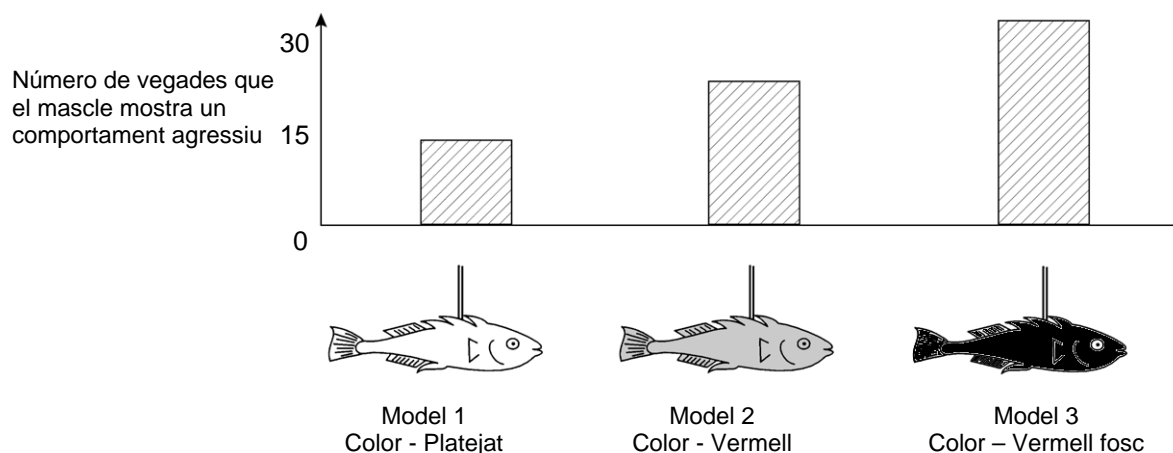 30
Número de vegades que
el mascle mostra un
comportament agressiu
15
0
Model 1
Color - Platejat
Model 2
Color - Vermell
Model 3
Color – Vermell fosc